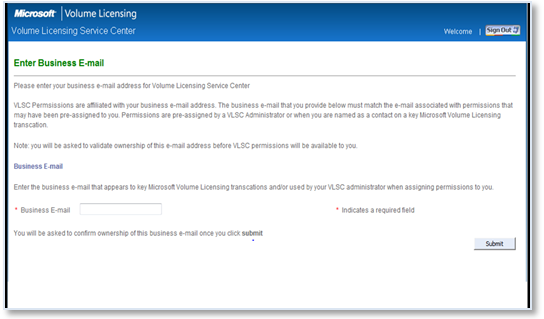 Microsoft | Volume Licensing
Volume Licensing Service Center
Welcome | Sign Out
Enter Business E-mail
Please enter your business e-mail address for Volume Licensing Service Center
VLSC Permsissions are affiliated with your business e-mail address. The business e-mail that you provide below must match the e-mail associated with permissions that
may have been pre-assigned to you. Permissions are pre-assigned by a VLSC Administrator or when you are named as a contact on a key Microsoft Volume Licensing
transcation.
Note: you will be asked to validate ownership of this e-mail address before VLSC permissions will be available to you.
Business E-mail
Enter the business e-mail that appears to key Microsoft Volume Licensing transcations and/or used by your VLSC administrator when assigning permissions to you.
* Business E-mail
* Indicates a required field
You will be asked to confirm ownership of this business e-mail once you click submit
Submit